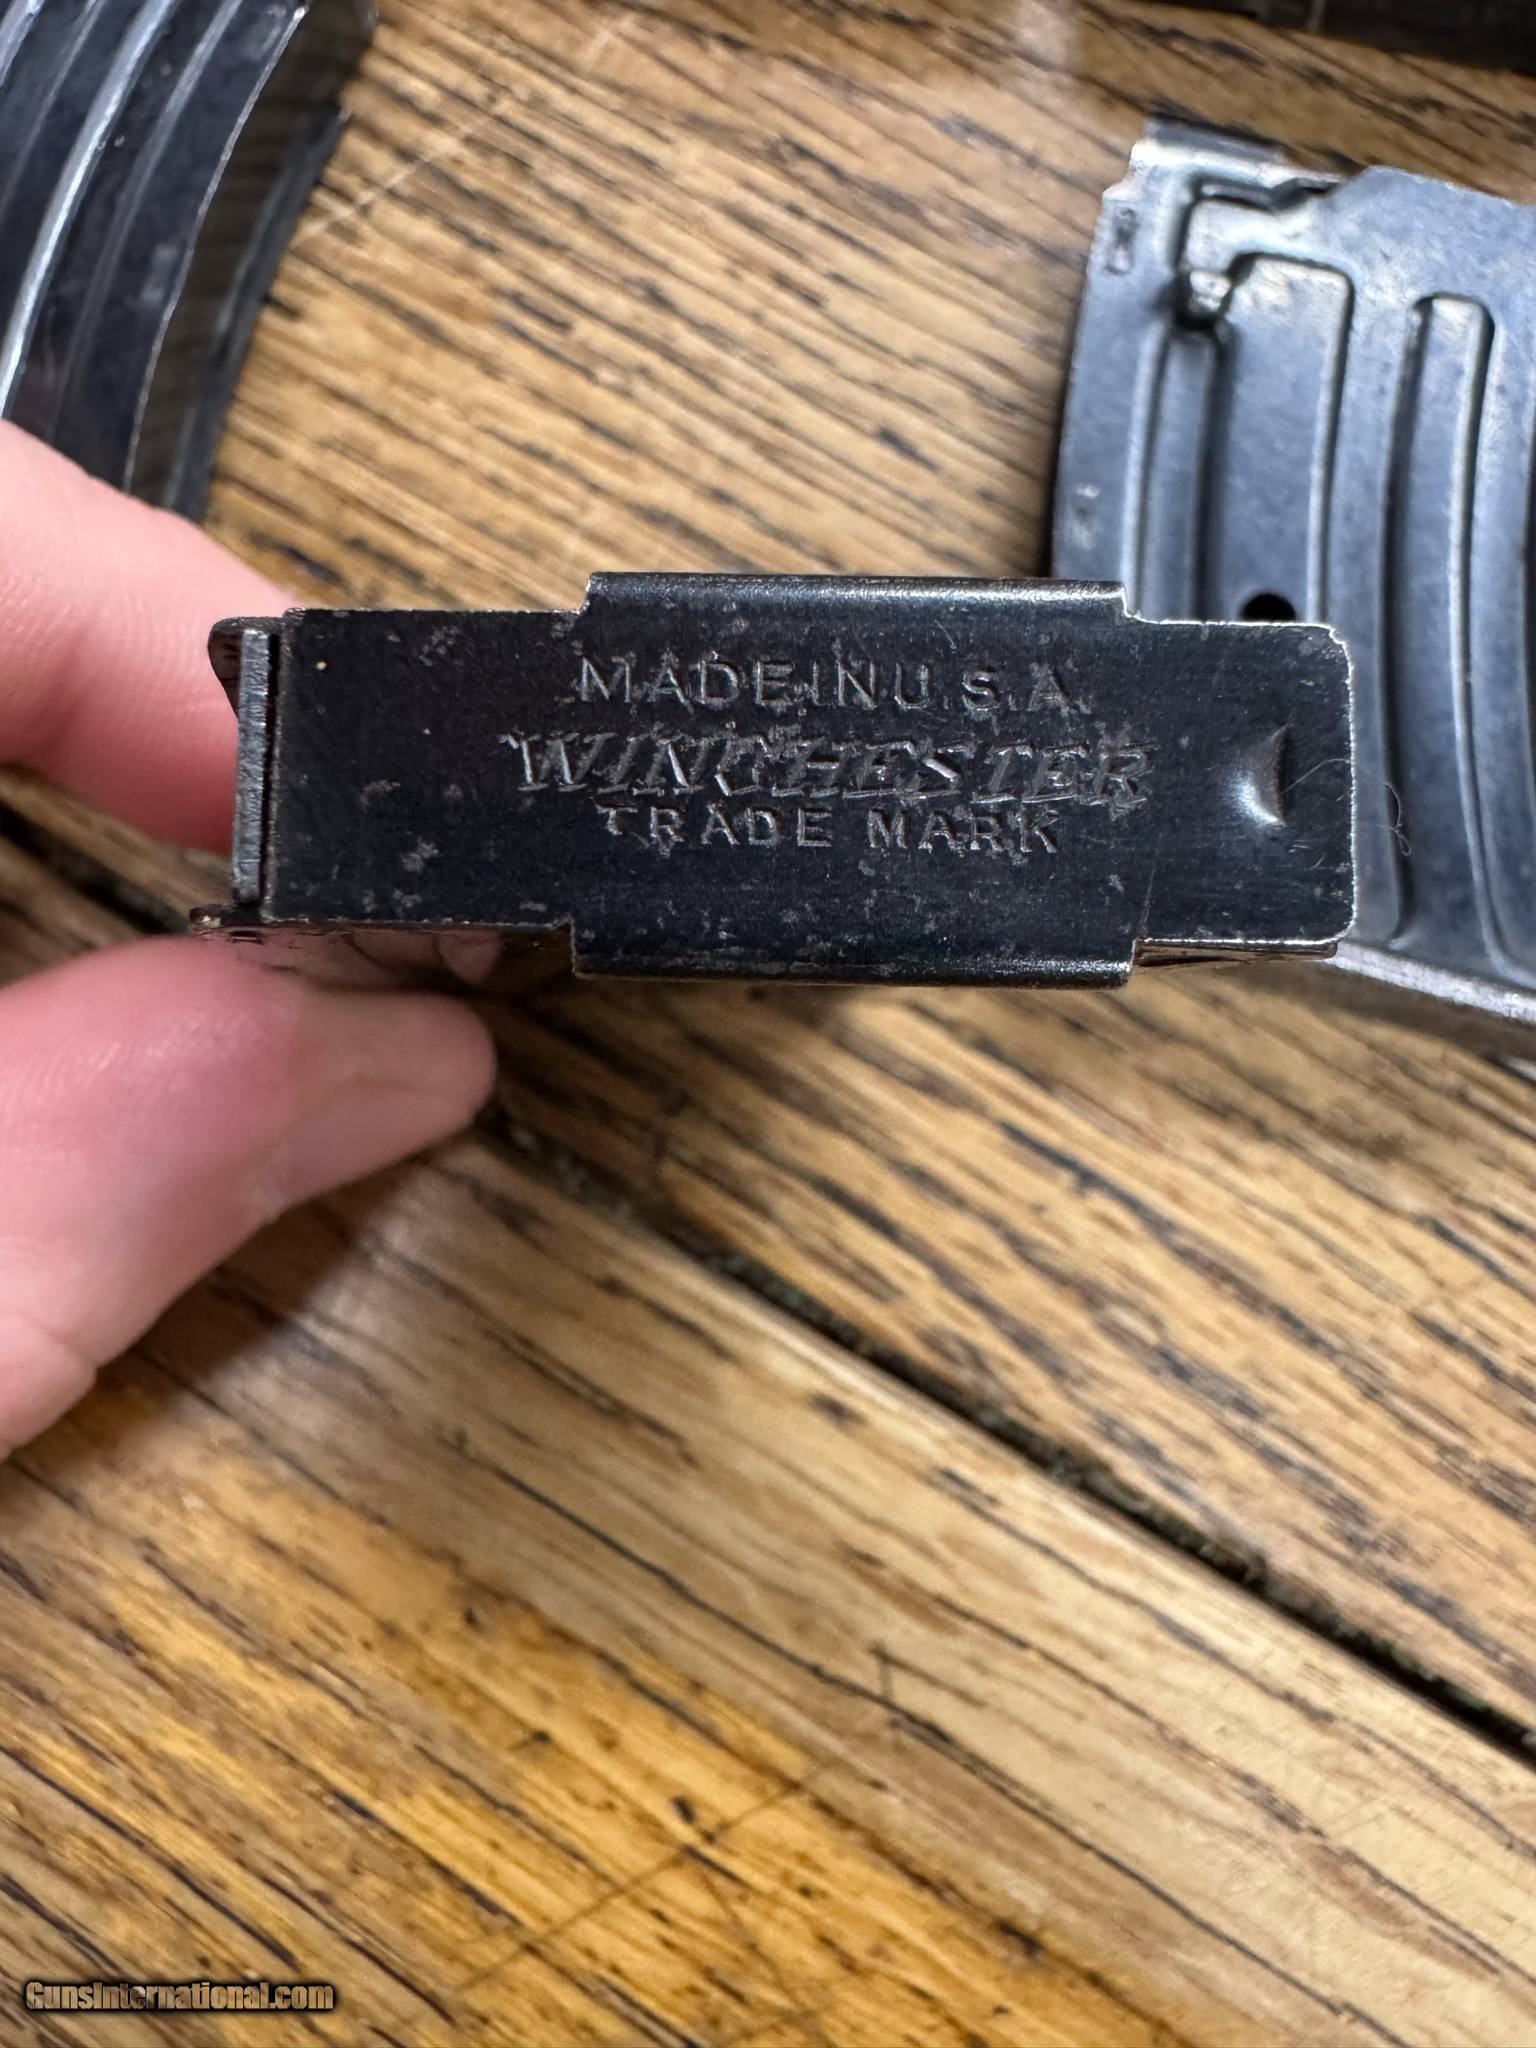 MADE IN U.S.A.
WINCHESTER
TRADE MARK
GunsInternational.com